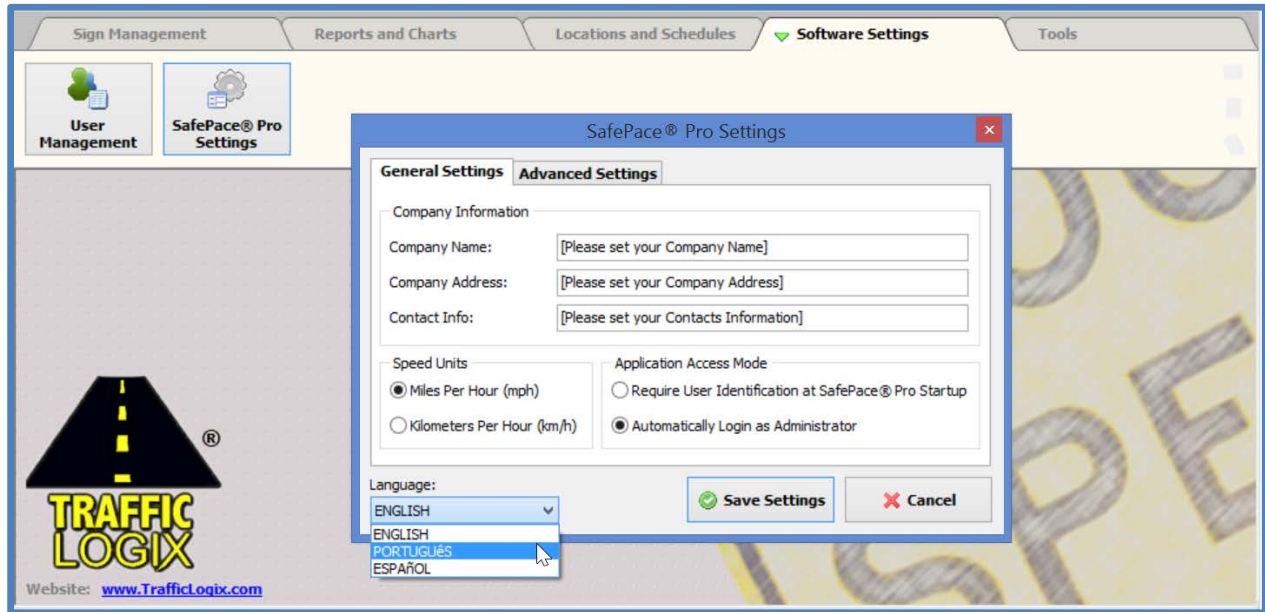 Sign Management
Reports and Charts
Locations and Schedules
Software Settings
Tools
User
Management
SafePace® Pro
Settings
SafePace® Pro Settings
General Settings
Advanced Settings
Company Information
Company Name:
[Please set your Company Name]
Company Address:
[Please set your Company Address]
Contact Info:
[Please set your Contacts Information]
Speed Units
Miles Per Hour (mph)
Kilometers Per Hour (km/h)
Application Access Mode
Require User Identification at SafePace® Pro Startup
Automatically Login as Administrator
Language:
ENGLISH
ENGLISH
PORTUGUêS
ESPAñOL
Save Settings
Cancel
®
TRAFFIC
LOGIX
Website: www.TrafficLogix.com